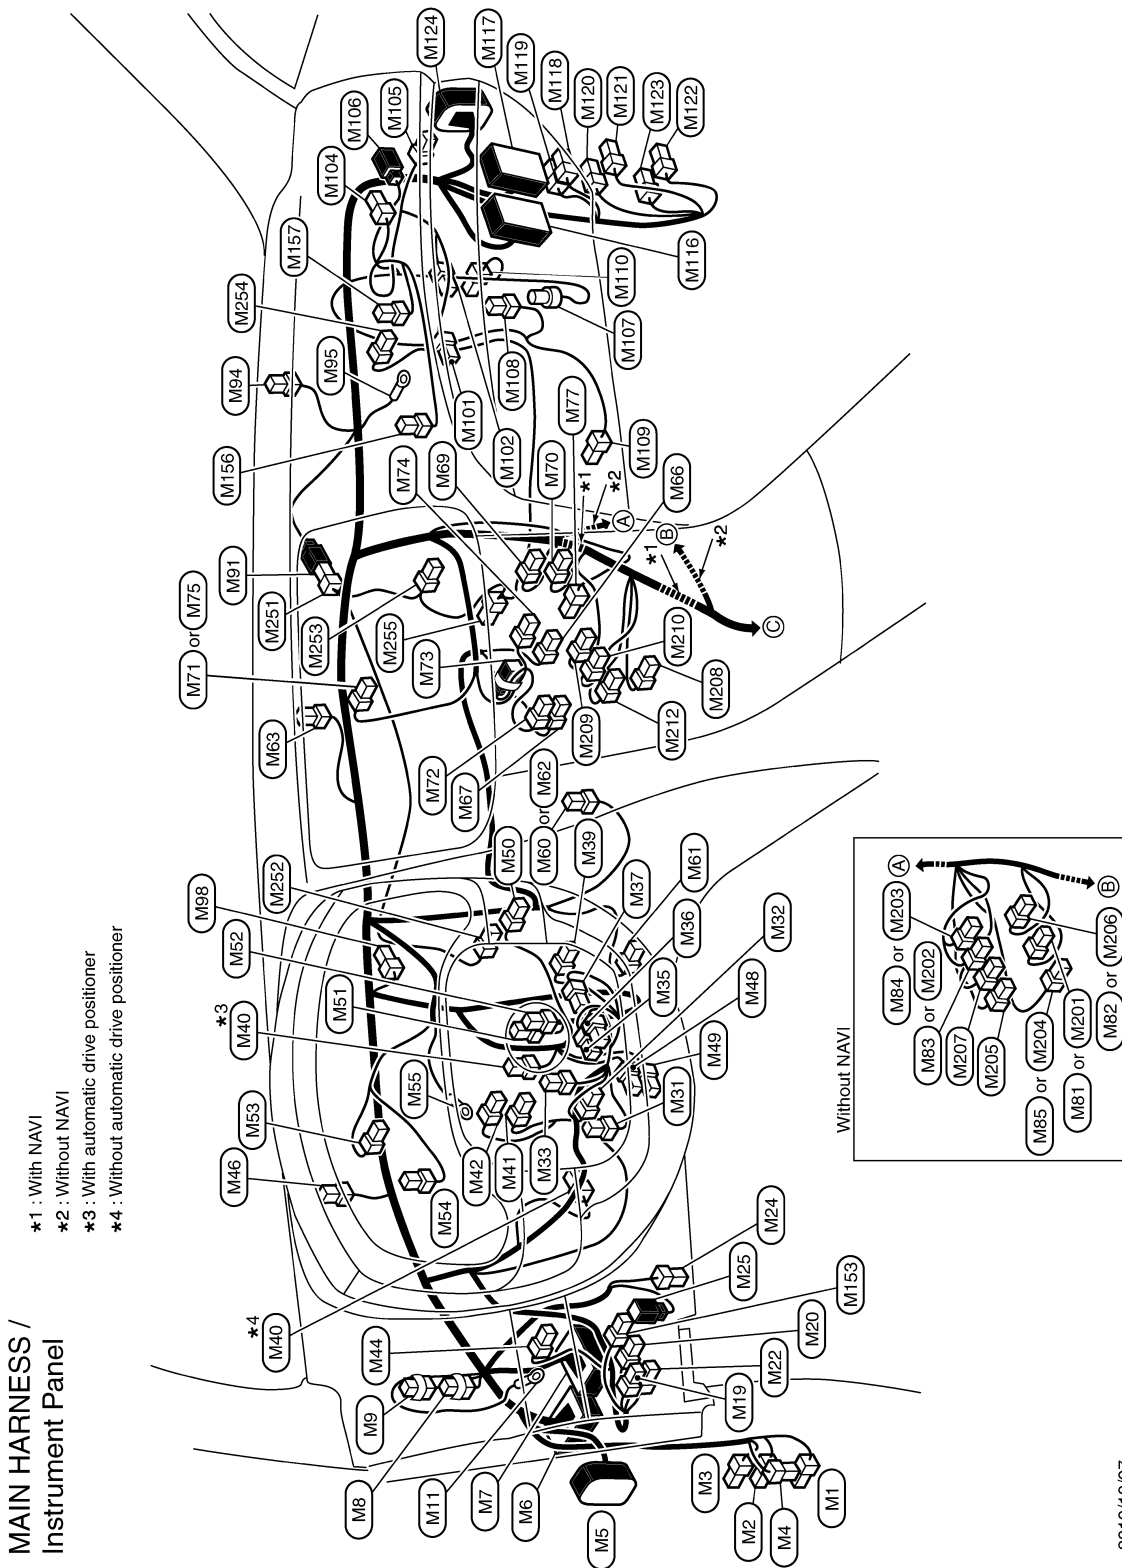 MAIN HARNESS /
Instrument Panel
*1 : With NAVI
*2 : Without NAVI
*3 : With automatic drive positioner
*4 : Without automatic drive positioner
M46
M53
*3
M40
M52
M98
M252
M51
M55
M63
M71 or M75
M91
M251
M253
M255
M73
M156
M94
M95
M254
M157
M104
M106
M105
M124
M117
M119
M118
M120
M121
M123
M122
M74
M69
M101
M102
M108
M70
M77
M107
M110
M116
M109
M66
*1
*2
A
B
*1
*2
C
M210
M208
M212
M209
M72
M67
M60 or M62
M50
M39
M37
M61
M36
M35
M32
M48
M49
M31
M33
M41
M42
M54
*4
M40
M44
M9
M8
M11
M7
M6
M5
M3
M2
M4
M1
M19
M22
M20
M153
M25
M24
Without NAVI
A
B
M84 or M203
M83 or M202
M207
M205
M85 or M204
M81 or M201
M82 or M206